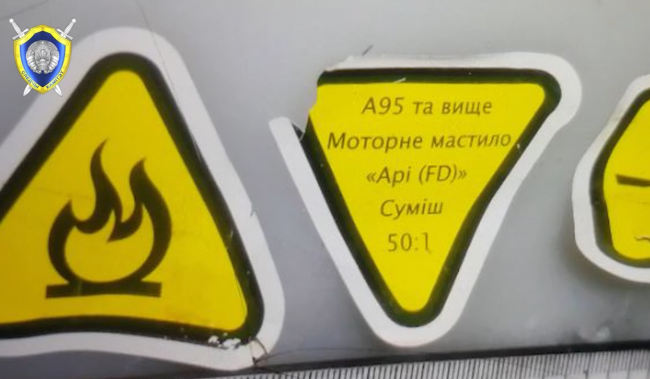 А95 та вище
Моторне мастило
«Api (FD)»
Суміш
50:1